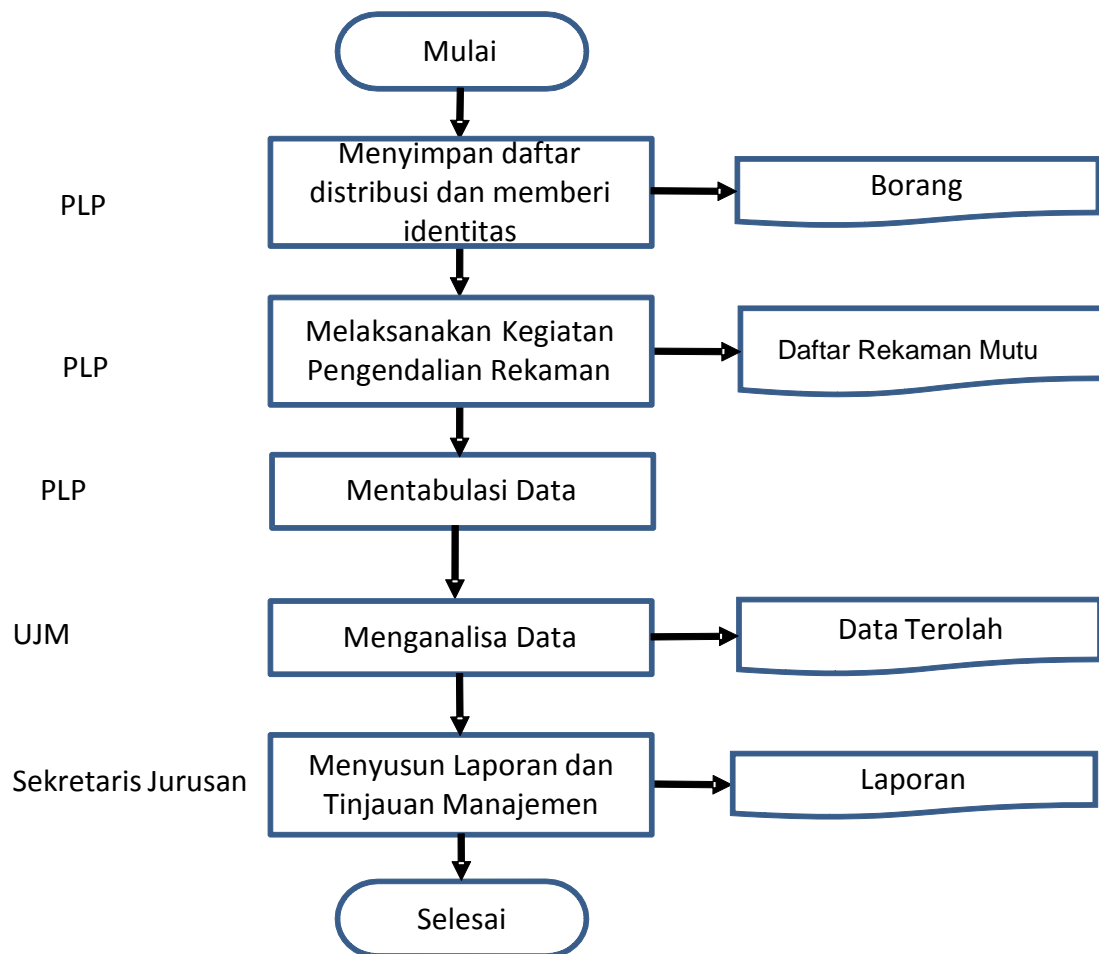 Mulai
PLP
Menyimpan daftar
distribusi dan memberi
identitas
Borang
PLP
Melaksanakan Kegiatan
Pengendalian Rekaman
Daftar Rekaman Mutu
PLP
Mentabulasi Data
UJM
Menganalisa Data
Data Terolah
Sekretaris Jurusan
Menyusun Laporan dan
Tinjauan Manajemen
Laporan
Selesai